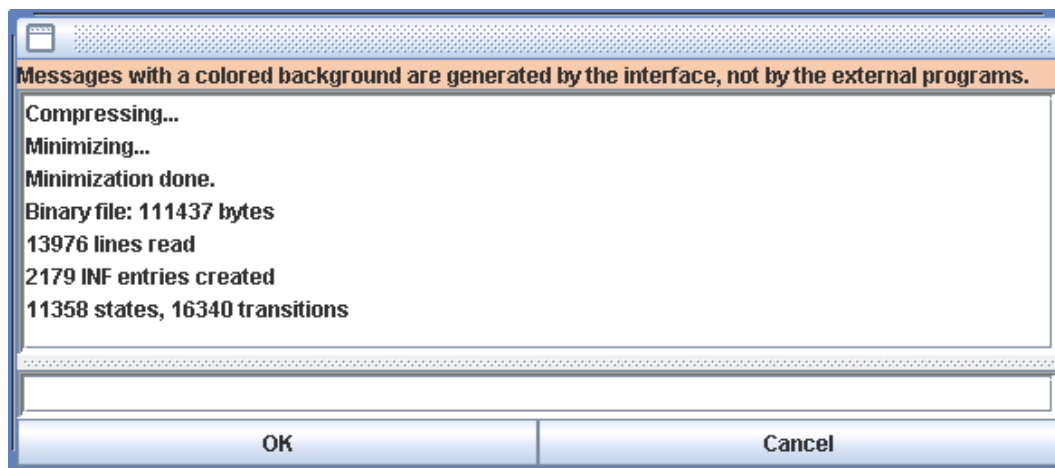 Messages with a colored background are generated by the interface, not by the external programs.
Compressing...
Minimizing...
Minimization done.
Binary file: 111437 bytes
13976 lines read
2179 INF entries created
11358 states, 16340 transitions
OK
Cancel